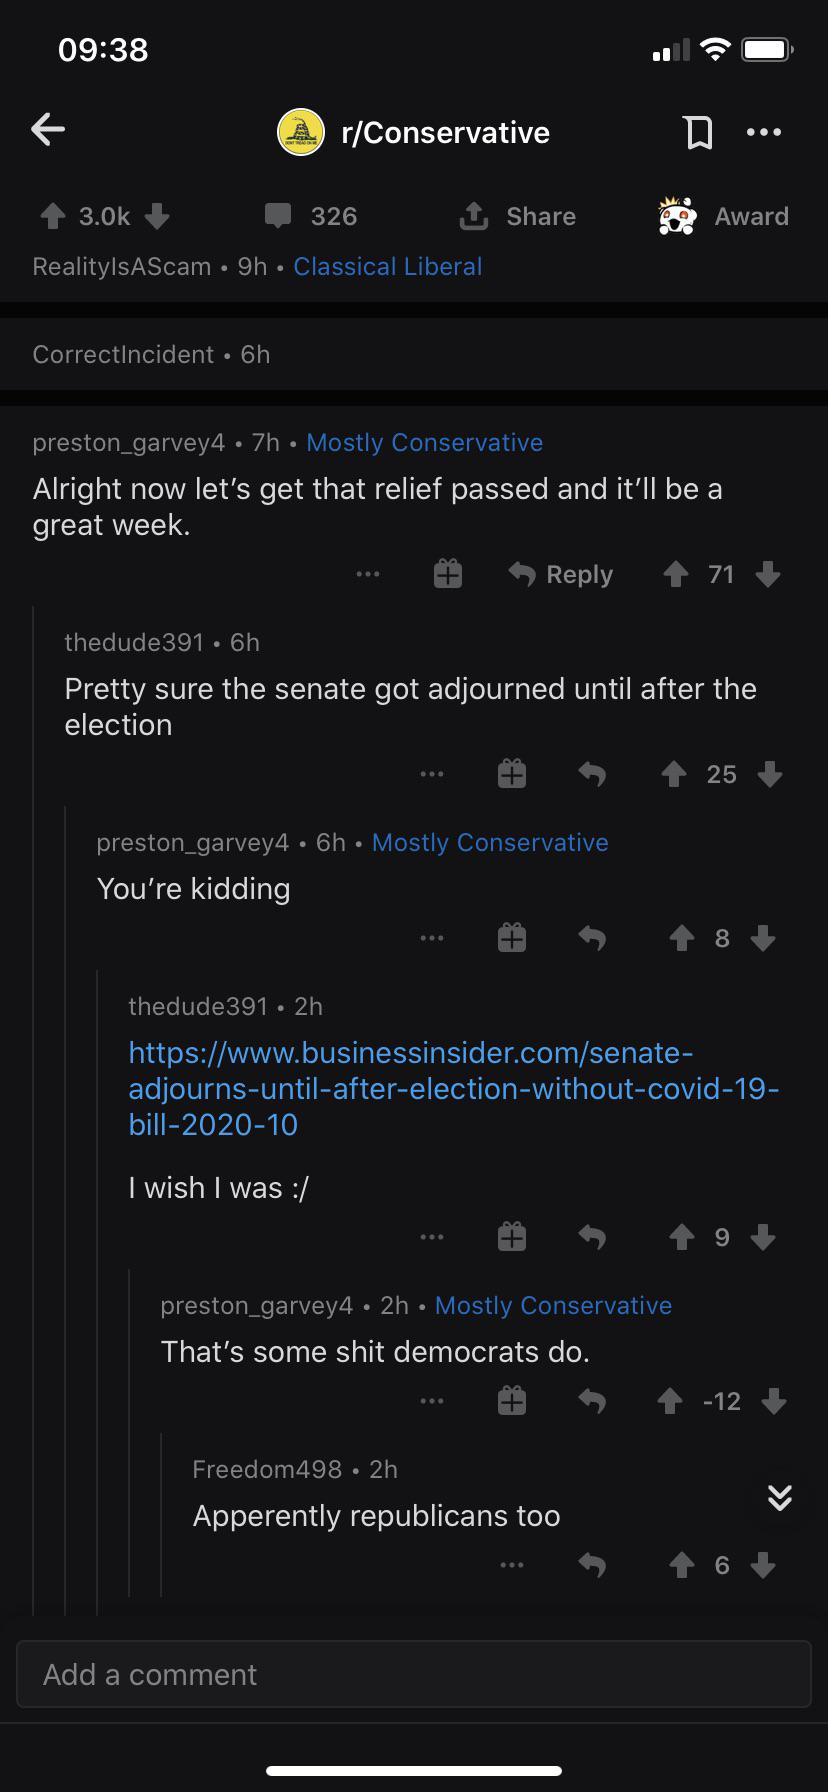 09:38
r/Conservative
3.0k
326
Share
Award
RealityIsAScam • 9h • Classical Liberal
CorrectIncident • 6h
preston_garvey4 • 7h • Mostly Conservative
Alright now let’s get that relief passed and it’ll be a
great week.
Reply
71
thedude391 • 6h
Pretty sure the senate got adjourned until after the
election
25
preston_garvey4 • 6h • Mostly Conservative
You’re kidding
8
thedude391 • 2h
https://www.businessinsider.com/senate-
adjourns-until-after-election-without-covid-19-
bill-2020-10
I wish I was :/
9
preston_garvey4 • 2h • Mostly Conservative
That’s some shit democrats do.
-12
Freedom498 • 2h
Apperently republicans too
6
Add a comment